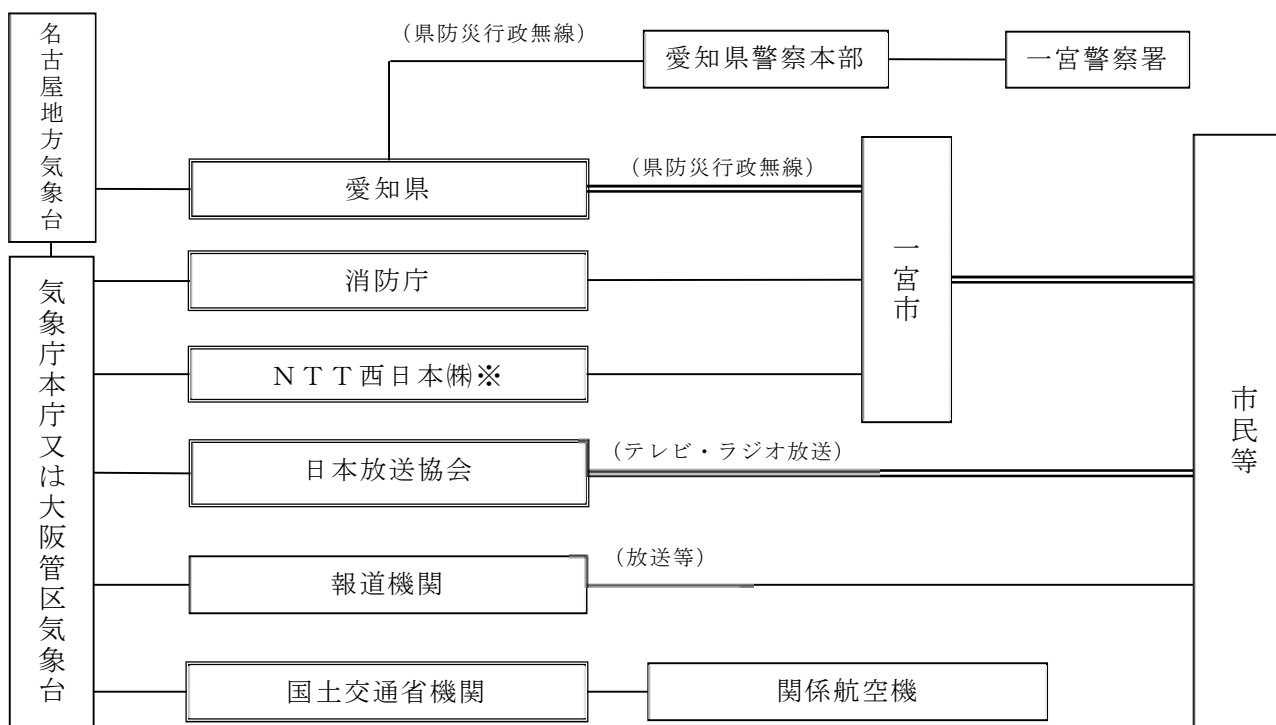 名古屋地方気象台
（県防災行政無線）
愛知県警察本部
一宮警察署
愛知県
（県防災行政無線）
一宮市
市民等
気象庁本庁又は大阪管区気象台
消防庁
ＮＴＴ西日本㈱※
日本放送協会
（テレビ・ラジオ放送）
報道機関
（放送等）
国土交通省機関
関係航空機